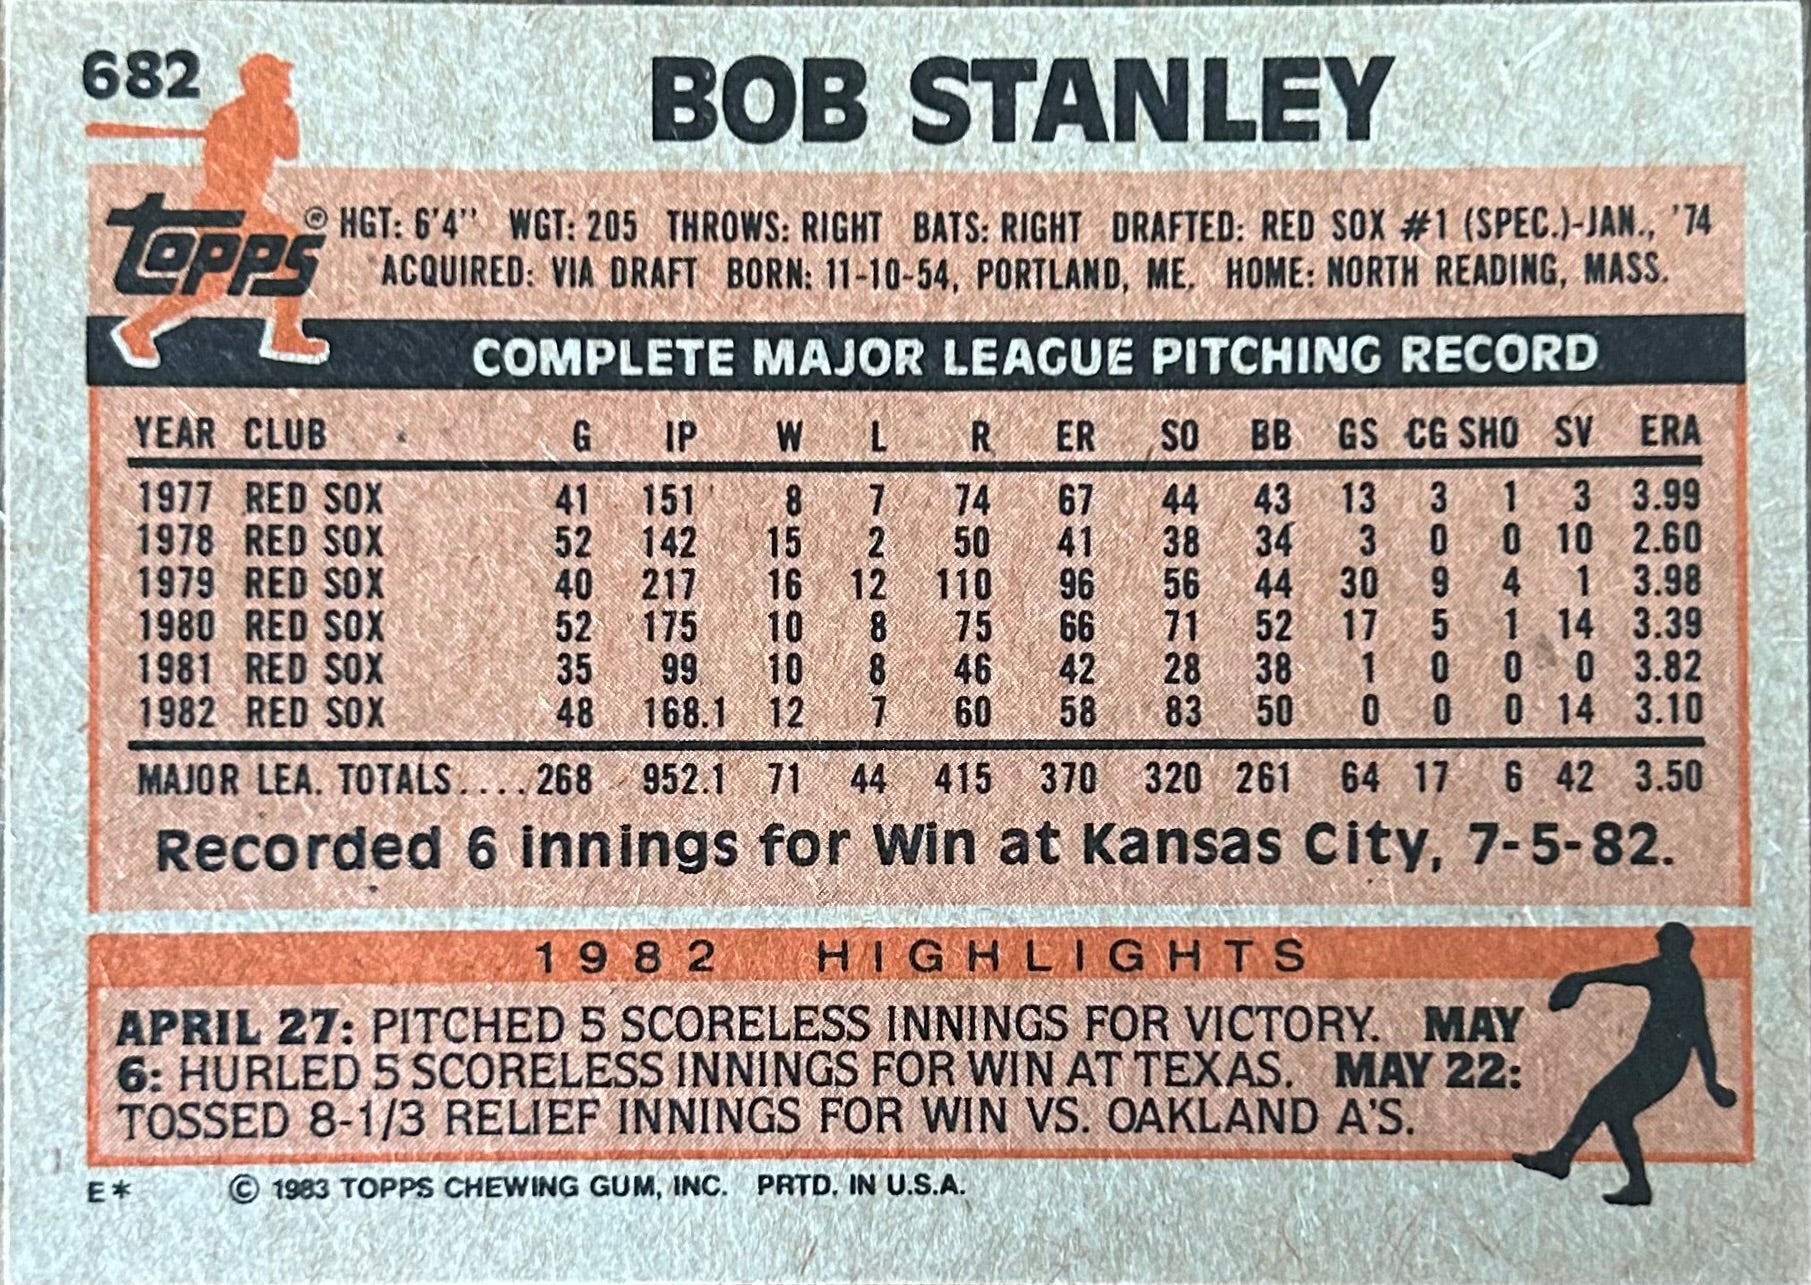 682
BOB STANLEY
Topps® HGT: 6'4'' WGT: 205 THROWS: RIGHT BATS: RIGHT DRAFTED: RED SOX #1 (SPEC.)-JAN., '74
ACQUIRED: VIA DRAFT BORN: 11-10-54, PORTLAND, ME. HOME: NORTH READING, MASS.
COMPLETE MAJOR LEAGUE PITCHING RECORD
YEAR CLUB G IP W L R ER SO BB GS CG SHO SV ERA
1977 RED SOX 41 151 8 7 74 67 44 43 13 3 1 3 3.99
1978 RED SOX 52 142 15 2 50 41 38 34 3 0 0 10 2.60
1979 RED SOX 40 217 16 12 110 96 56 44 30 9 4 1 3.98
1980 RED SOX 52 175 10 8 75 66 71 52 17 5 1 14 3.39
1981 RED SOX 35 99 10 8 46 42 28 38 1 0 0 0 3.82
1982 RED SOX 48 168.1 12 7 60 58 83 50 0 0 0 14 3.10
MAJOR LEA. TOTALS.... 268 952.1 71 44 415 370 320 261 64 17 6 42 3.50
Recorded 6 innings for Win at Kansas City, 7-5-82.
1982 HIGHLIGHTS
APRIL 27: PITCHED 5 SCORELESS INNINGS FOR VICTORY. MAY
6: HURLED 5 SCORELESS INNINGS FOR WIN AT TEXAS. MAY 22:
TOSSED 8-1/3 RELIEF INNINGS FOR WIN VS. OAKLAND A'S.
E* © 1983 TOPPS CHEWING GUM, INC. PRTD. IN U.S.A.